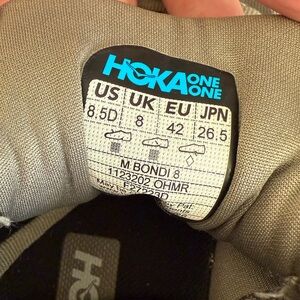 HOKA ONE ONE
US UK EU JPN
8.5D 8 42 26.5
M BONDI 8
1123202 OHMR
HOKA